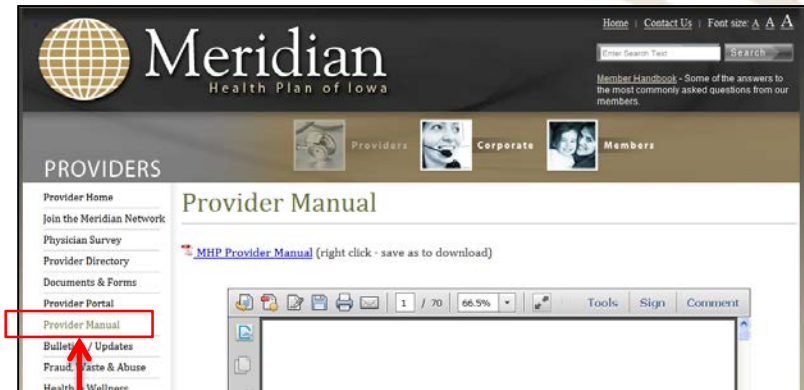 Home | Contact Us | Font size: A A A
Meridian
Health Plan of Iowa
Enter Search Text Search
Member Handbook - Some of the answers to
the most commonly asked questions from our
members.
Providers Corporate Members
PROVIDERS
Provider Home
Join the Meridian Network
Physician Survey
Provider Directory
Documents & Forms
Provider Portal
Provider Manual
Bulletins / Updates
Fraud, Waste & Abuse
Health & Wellness
Provider Manual
MHP Provider Manual (right click - save as to download)
1 / 70 66.5% Tools Sign Comment